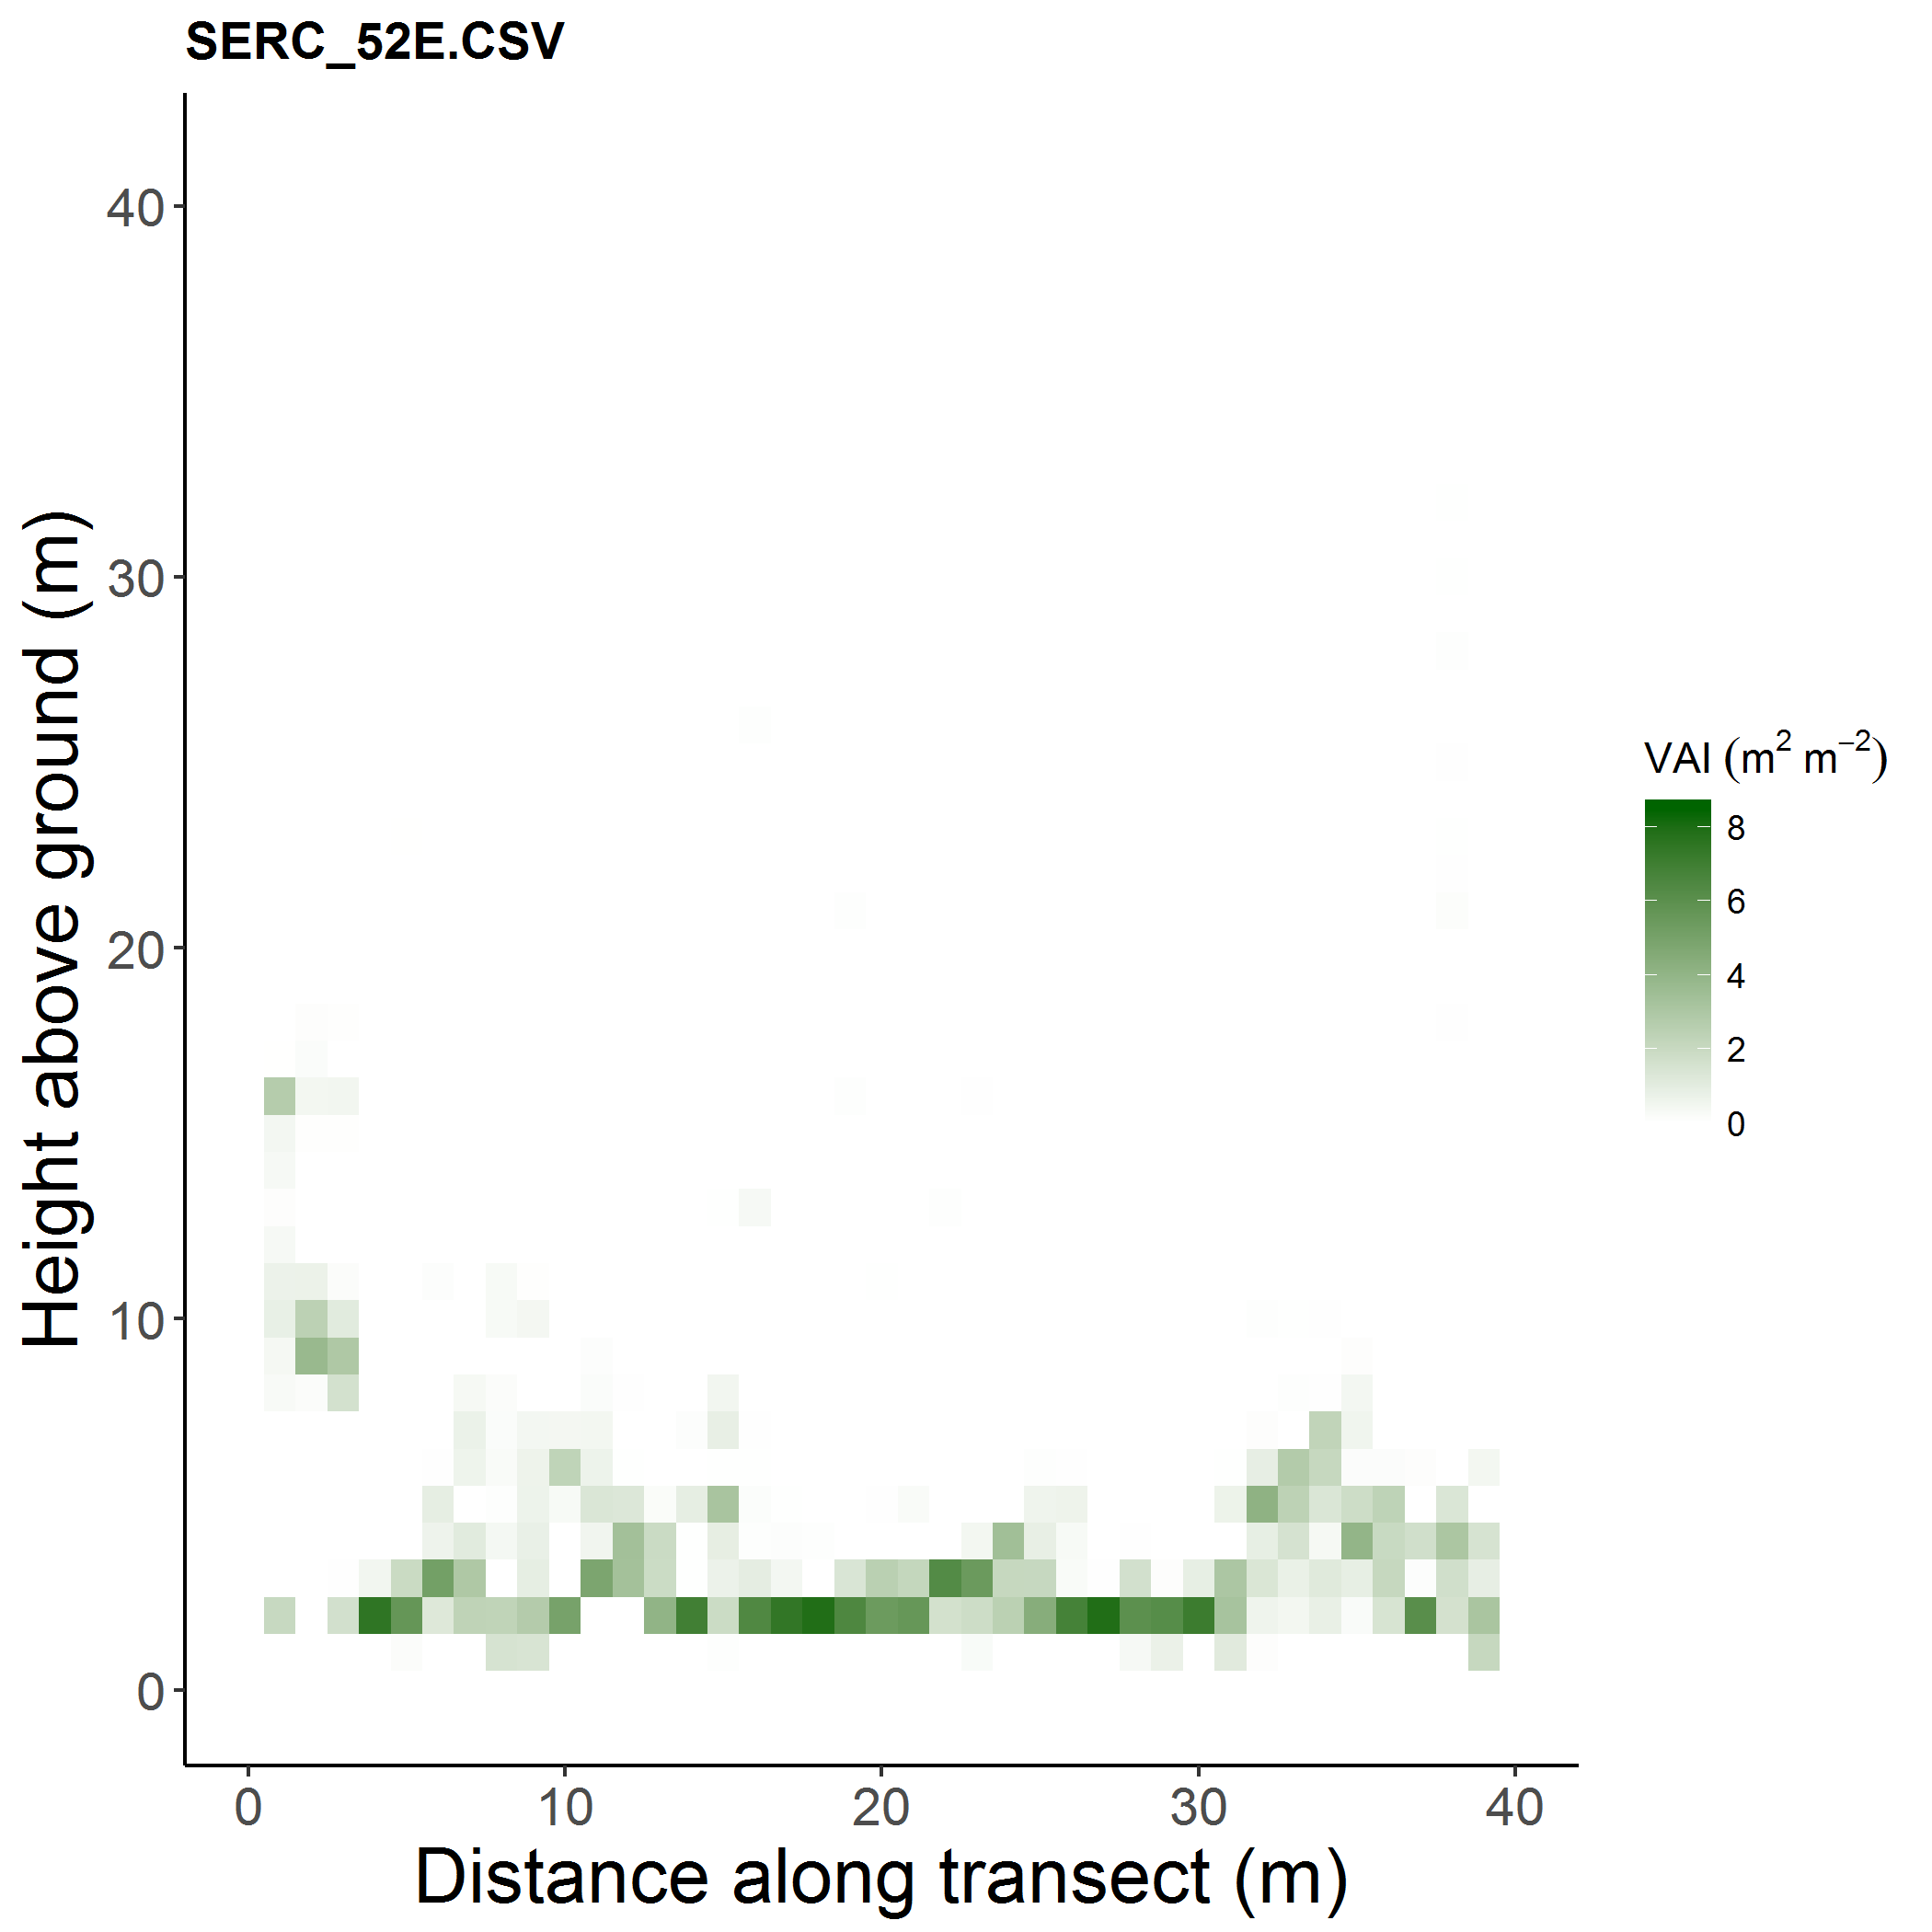 SERC_52E.CSV
Height above ground (m)
40
30
20
10
0
0 10 20 30 40
Distance along transect (m)
VAI (m² m⁻²)
8
6
4
2
0